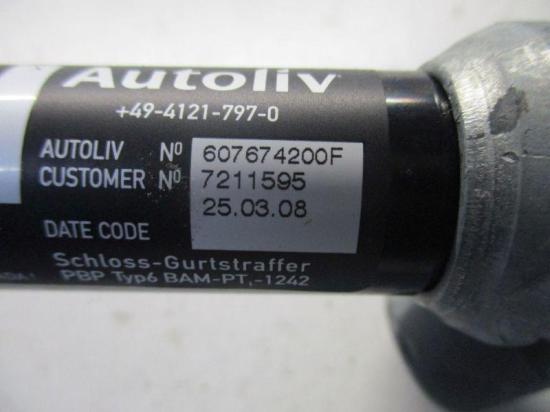 Autoliv
+49-4121-797-0
AUTOLIV Nº 607674200F
CUSTOMER Nº 7211595
DATE CODE 25.03.08
Schloss-Gurtstraffer
PBP Typ6 BAM-PT,-1242